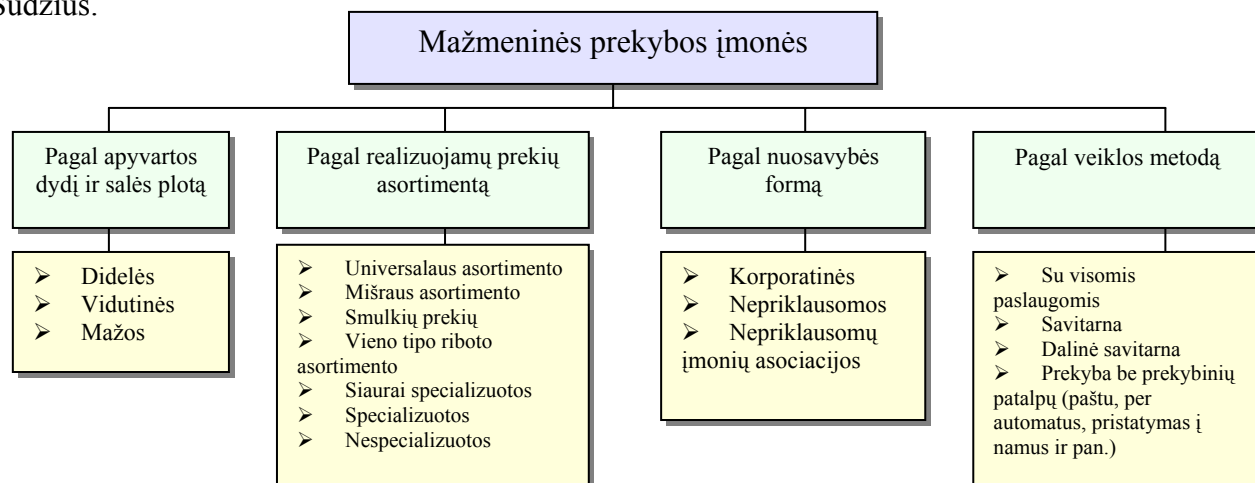 Sūdžius.
Mažmeninės prekybos įmonės
Pagal apyvartos
dydį ir salės plotą
Pagal realizuojamų prekių
asortimentą
Pagal nuosavybės
formą
Pagal veiklos metodą
➢ Didelės
➢ Vidutinės
➢ Mažos
➢ Universalaus asortimento
➢ Mišraus asortimento
➢ Smulkių prekių
➢ Vieno tipo riboto
asortimento
➢ Siaurai specializuotos
➢ Specializuotos
➢ Nespecializuotos
➢ Korporatinės
➢ Nepriklausomos
➢ Nepriklausomų
įmonių asociacijos
➢ Su visomis
paslaugomis
➢ Savitarna
➢ Dalinė savitarna
➢ Prekyba be prekybinių
patalpų (paštu, per
automatus, pristatymas į
namus ir pan.)